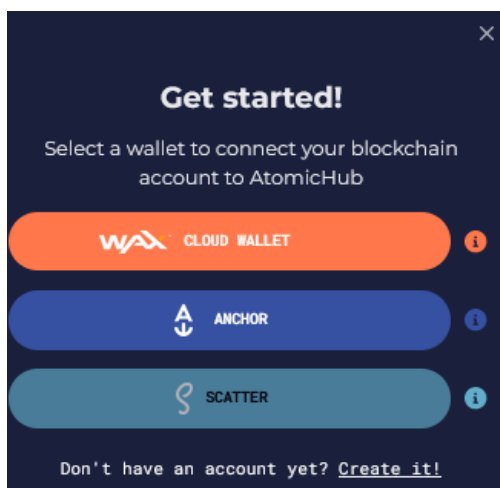 Get started!
Select a wallet to connect your blockchain
account to AtomicHub
WAX CLOUD WALLET
ANCHOR
SCATTER
Don't have an account yet? Create it!